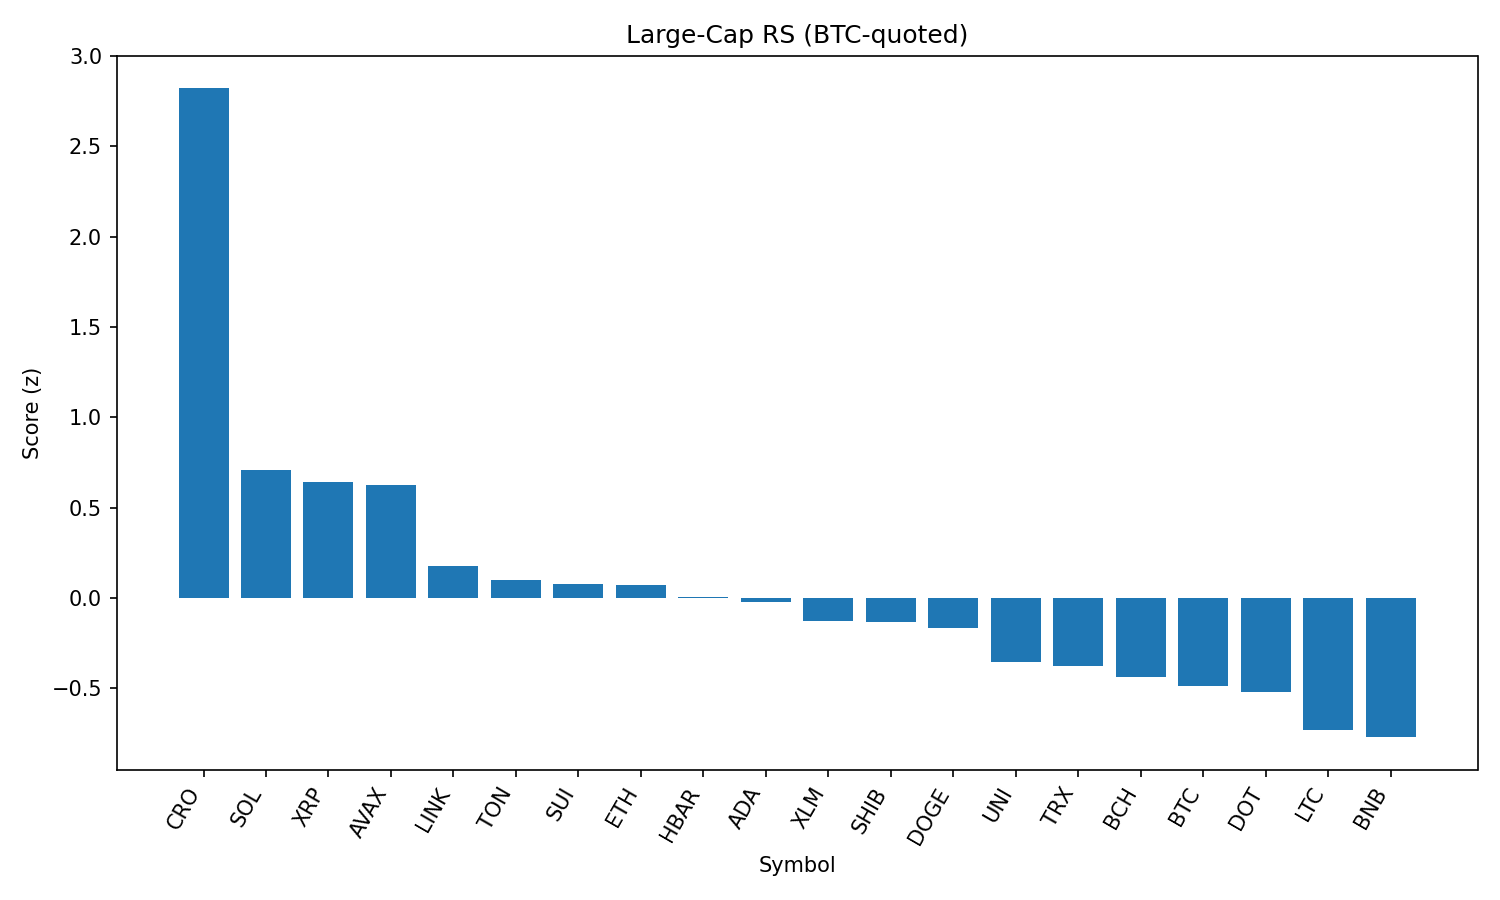 Large-Cap RS (BTC-quoted)
3.0
2.5
2.0
1.5
1.0
0.5
0.0
−0.5
Score (z)
CRO
SOL
XRP
AVAX
LINK
TON
SUI
ETH
HBAR
ADA
XLM
SHIB
DOGE
UNI
TRX
BCH
BTC
DOT
LTC
BNB
Symbol